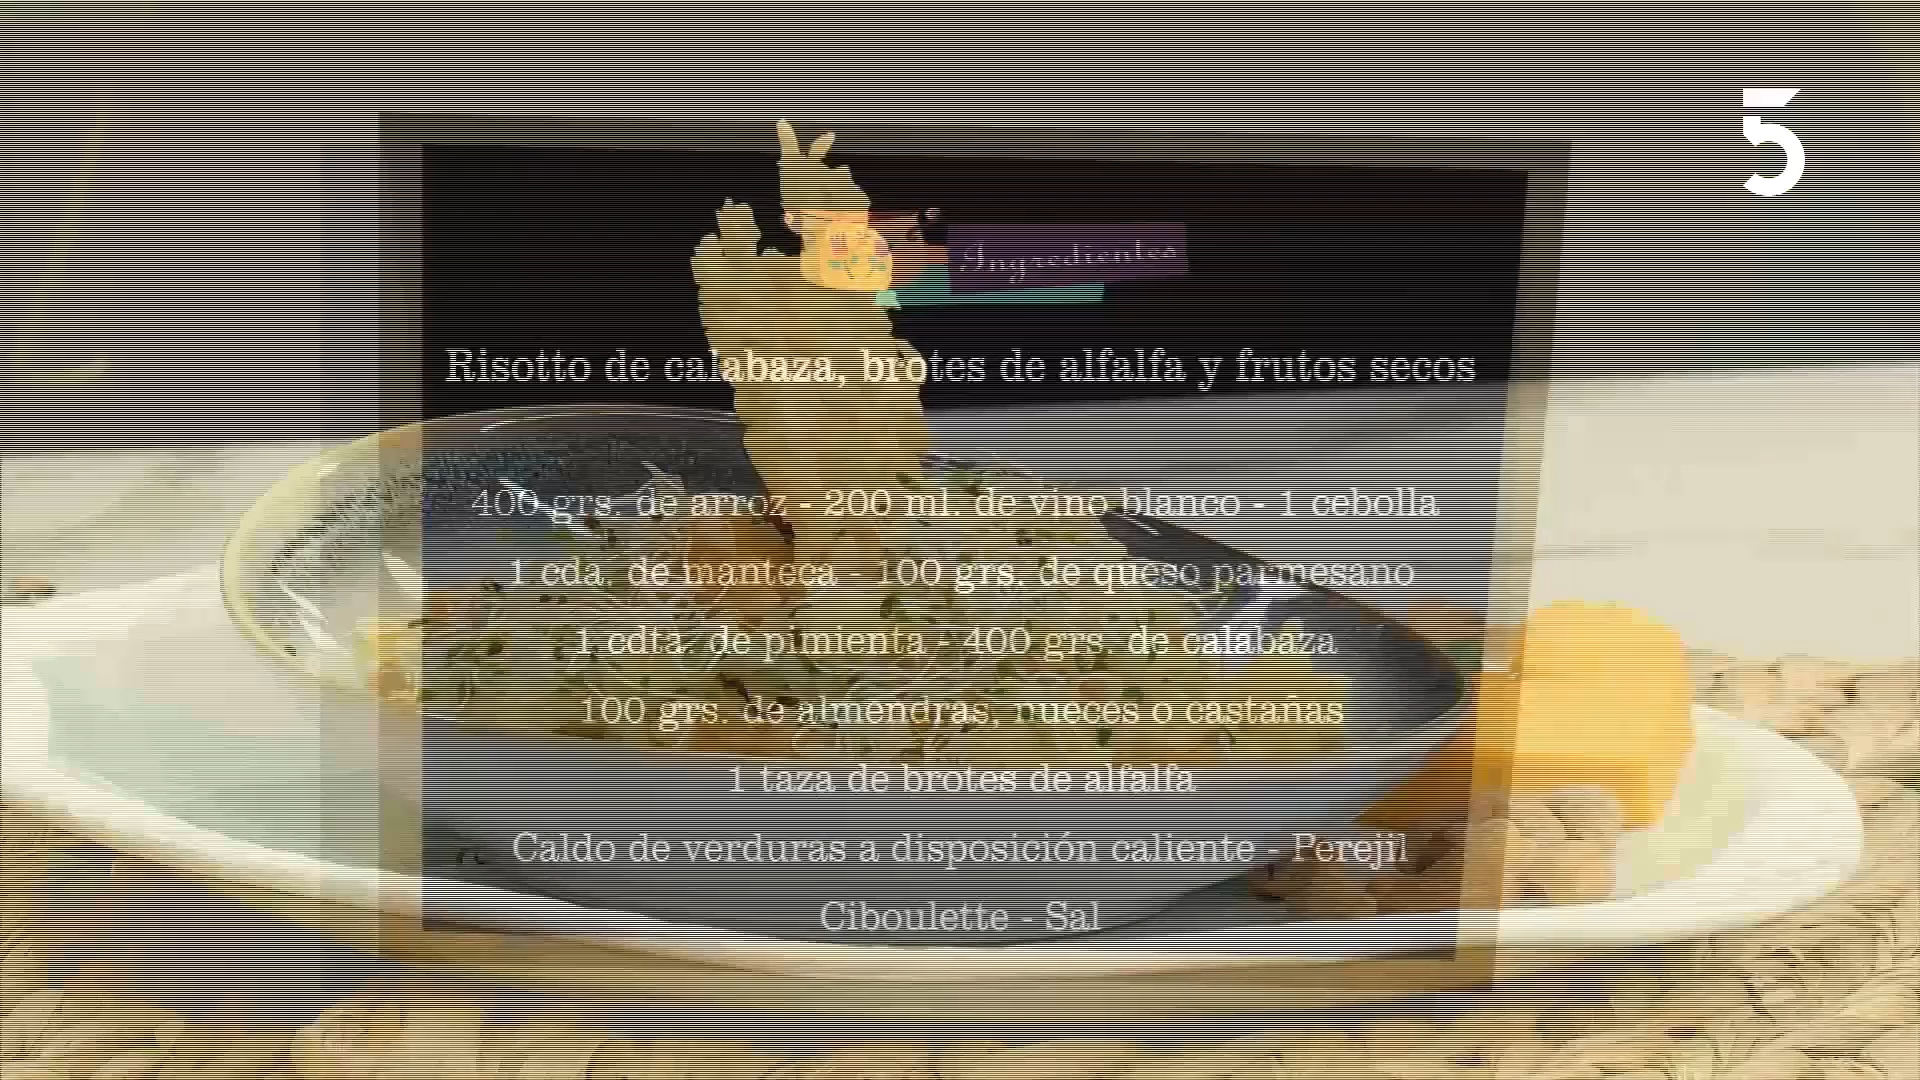 5
Ingredientes
Risotto de calabaza, brotes de alfalfa y frutos secos
400 grs. de arroz - 200 ml. de vino blanco - 1 cebolla
1 cda. de manteca - 100 grs. de queso parmesano
1 cdta. de pimienta - 400 grs. de calabaza
100 grs. de almendras, nueces o castañas
1 taza de brotes de alfalfa
Caldo de verduras a disposición caliente - Perejil
Ciboulette - Sal